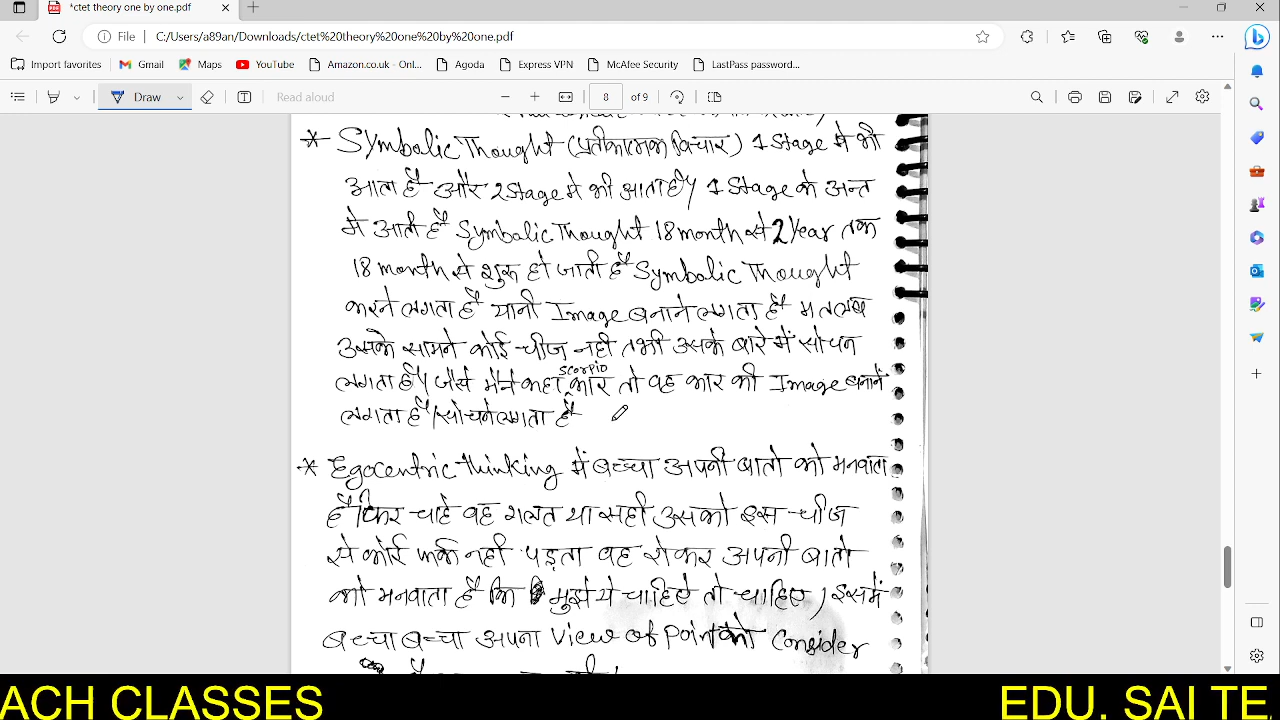 *ctet theory one by one.pdf
File C:/Users/a89an/Downloads/ctet%20theory%20one%20by%20one.pdf
Import favorites Gmail Maps YouTube Amazon.co.uk - Onl... Agoda Express VPN McAfee Security LastPass password...
Draw Read aloud 8 of 9
* Symbolic Thought (प्रतीकात्मक विचार) 1 Stage मे भी
आता है और 2 Stage मे भी आता है। 1 Stage के अन्त
मे आती है Symbolic Thought 18 month से 2 Year तक
18 month से शुरू हो जाती है Symbolic Thought
करने लगता है यानी Image बनाने लगता है मतलब
उसके सामने कोई चीज नही तभी उसके बारे में सोचन
scorpio
लगता है। जैसे मैने कहा कार तो वह कार की Image बनाने
लगता है/सोचने लगता है
* Egocentric thinking में बच्चा अपनी बातो को मनवाता
है फिर चाहे वह गलत या सही उसको इस चीज
से कोई फर्क नही पड़ता वह रोकर अपनी बातो
को मनवाता है कि मुझे ये चाहिए तो चाहिए, इसमें
बच्चा बच्चा अपना View of Point को Consider
ACH CLASSES EDU. SAI TE